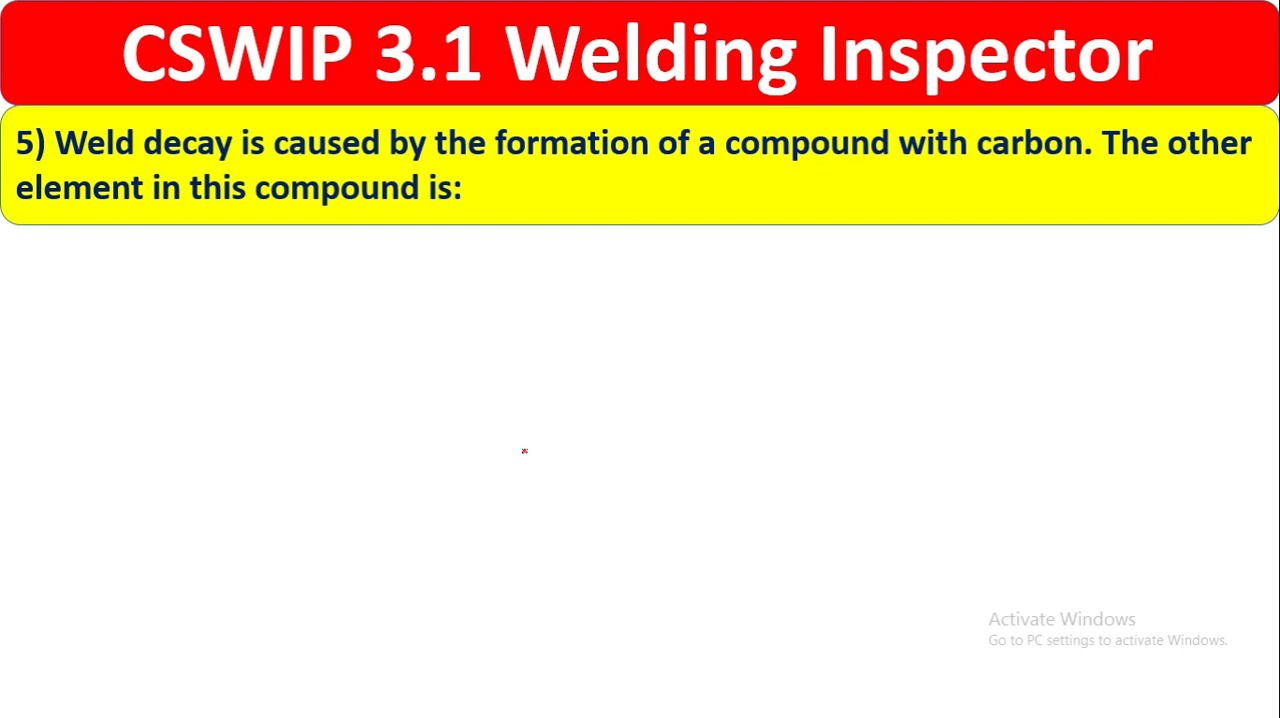 CSWIP 3.1 Welding Inspector
5) Weld decay is caused by the formation of a compound with carbon. The other
element in this compound is:
Activate Windows
Go to PC settings to activate Windows.